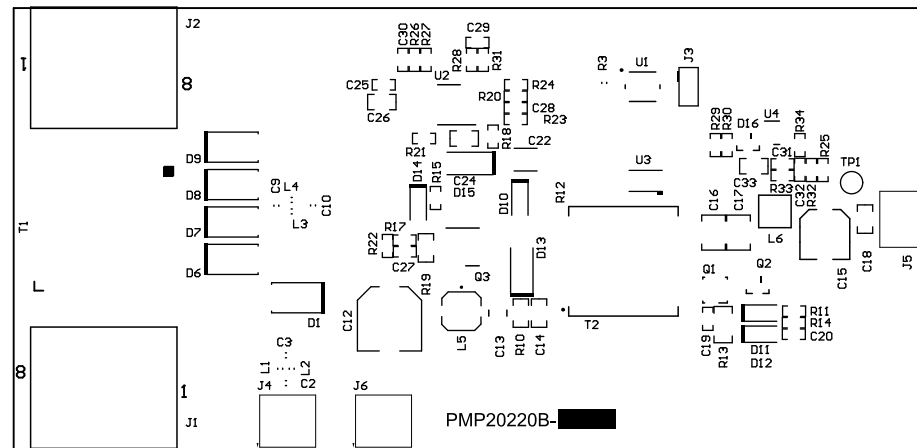 J2
1
8
C30
R26
R27
C29
R28
R31
U2
C25
C26
R24
R20
C28
R23
R18
R21
C22
R3
U1
J3
R29
R30
D16
U4
R34
C31
R25
C33
R33
C32
R32
TP1
D9
D8
D7
D6
C9
L4
L3
C10
T1
D14
R15
C24
D15
D10
R12
U3
C16
C17
L6
C15
C18
J5
R22
R17
C27
R19
Q3
D13
Q1
Q2
D1
C12
L5
C13
R10
C14
T2
C19
R13
D11
D12
R11
R14
C20
C3
L1
L2
C2
J4
J6
8
1
J1
PMP20220B-